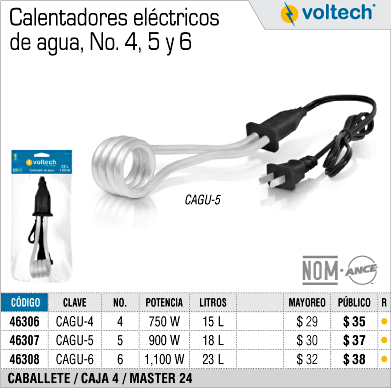 Calentadores eléctricos
de agua, No. 4, 5 y 6
voltech
voltech
CAGU-5
NOM-ANCE
CÓDIGO CLAVE NO. POTENCIA LITROS MAYOREO PÚBLICO R
46306 CAGU-4 4 750 W 15 L $ 29 $ 35
46307 CAGU-5 5 900 W 18 L $ 30 $ 37
46308 CAGU-6 6 1,100 W 23 L $ 32 $ 38
CABALLETE / CAJA 4 / MASTER 24